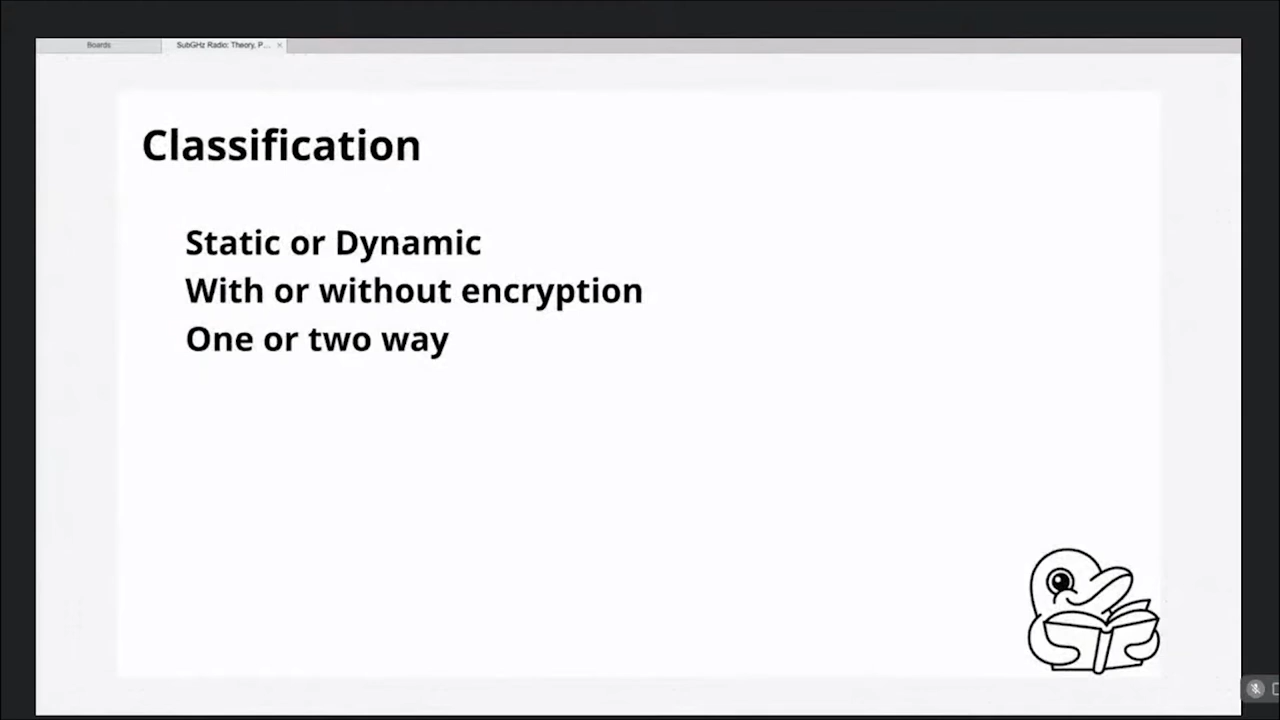 Boards
SubGHz Radio: Theory, P...
Classification
Static or Dynamic
With or without encryption
One or two way